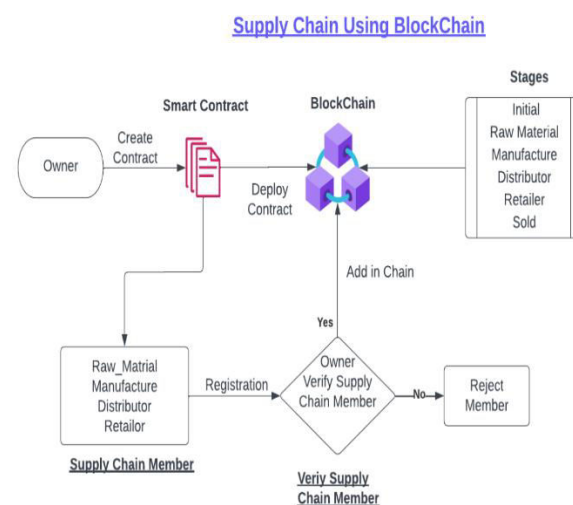 Supply Chain Using BlockChain
Stages
Smart Contract
BlockChain
Initial
Raw Material
Manufacture
Distributor
Retailer
Sold
Owner
Create
Contract
Deploy
Contract
Add in Chain
Yes
Raw_Matrial
Manufacture
Distributor
Retailor
Registration
Owner
Verify Supply
Chain Member
No
Reject
Member
Supply Chain Member
Veriy Supply
Chain Member